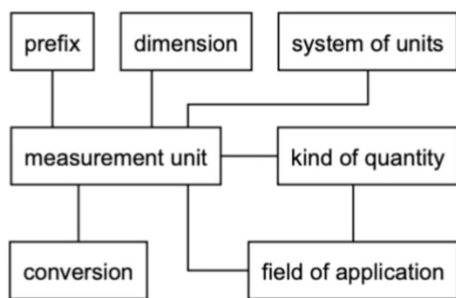 prefix
dimension
system of units
measurement unit
kind of quantity
conversion
field of application